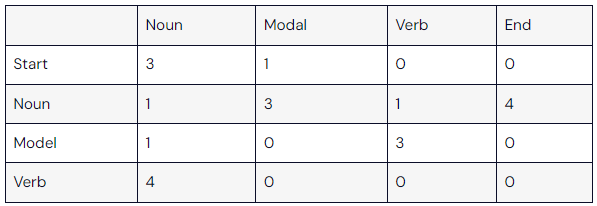 Noun Modal Verb End
Start 3 1 0 0
Noun 1 3 1 4
Model 1 0 3 0
Verb 4 0 0 0